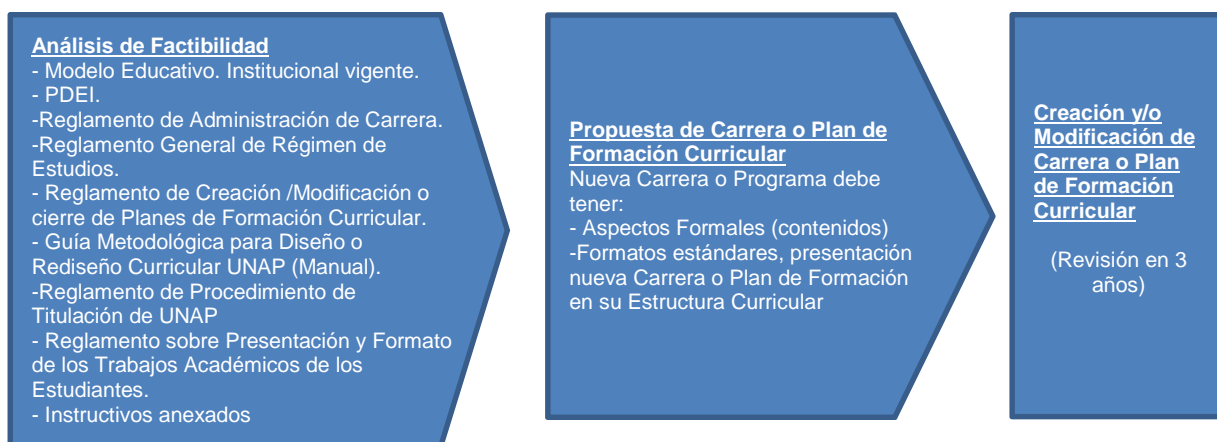 Análisis de Factibilidad
- Modelo Educativo. Institucional vigente.
- PDEI.
-Reglamento de Administración de Carrera.
-Reglamento General de Régimen de
Estudios.
- Reglamento de Creación /Modificación o
cierre de Planes de Formación Curricular.
- Guía Metodológica para Diseño o
Rediseño Curricular UNAP (Manual).
-Reglamento de Procedimiento de
Titulación de UNAP
- Reglamento sobre Presentación y Formato
de los Trabajos Académicos de los
Estudiantes.
- Instructivos anexados
Propuesta de Carrera o Plan de
Formación Curricular
Nueva Carrera o Programa debe
tener:
- Aspectos Formales (contenidos)
-Formatos estándares, presentación
nueva Carrera o Plan de Formación
en su Estructura Curricular
Creación y/o
Modificación de
Carrera o Plan
de Formación
Curricular
(Revisión en 3
años)